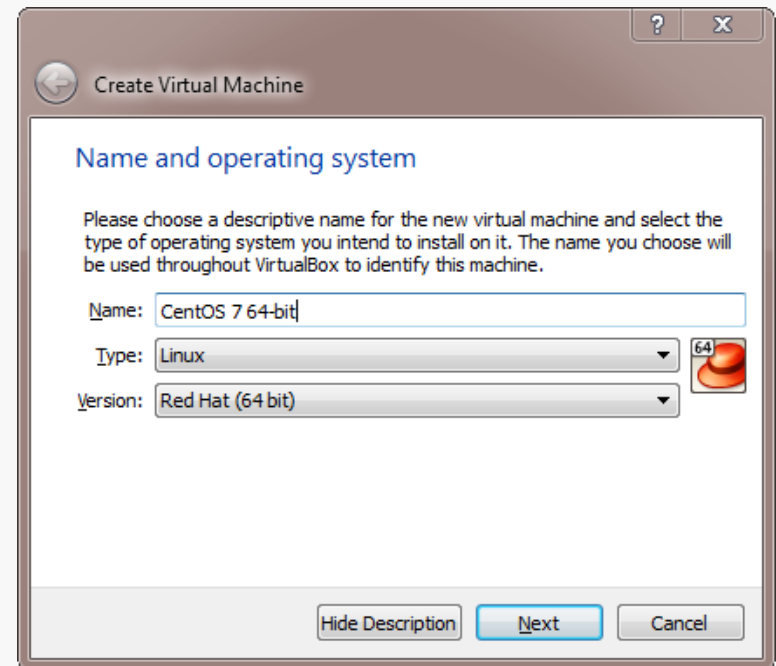 ?
X
Create Virtual Machine
Name and operating system
Please choose a descriptive name for the new virtual machine and select the
type of operating system you intend to install on it. The name you choose will
be used throughout VirtualBox to identify this machine.
Name: CentOS 7 64-bit
Type: Linux
64
Version: Red Hat (64 bit)
Hide Description Next Cancel